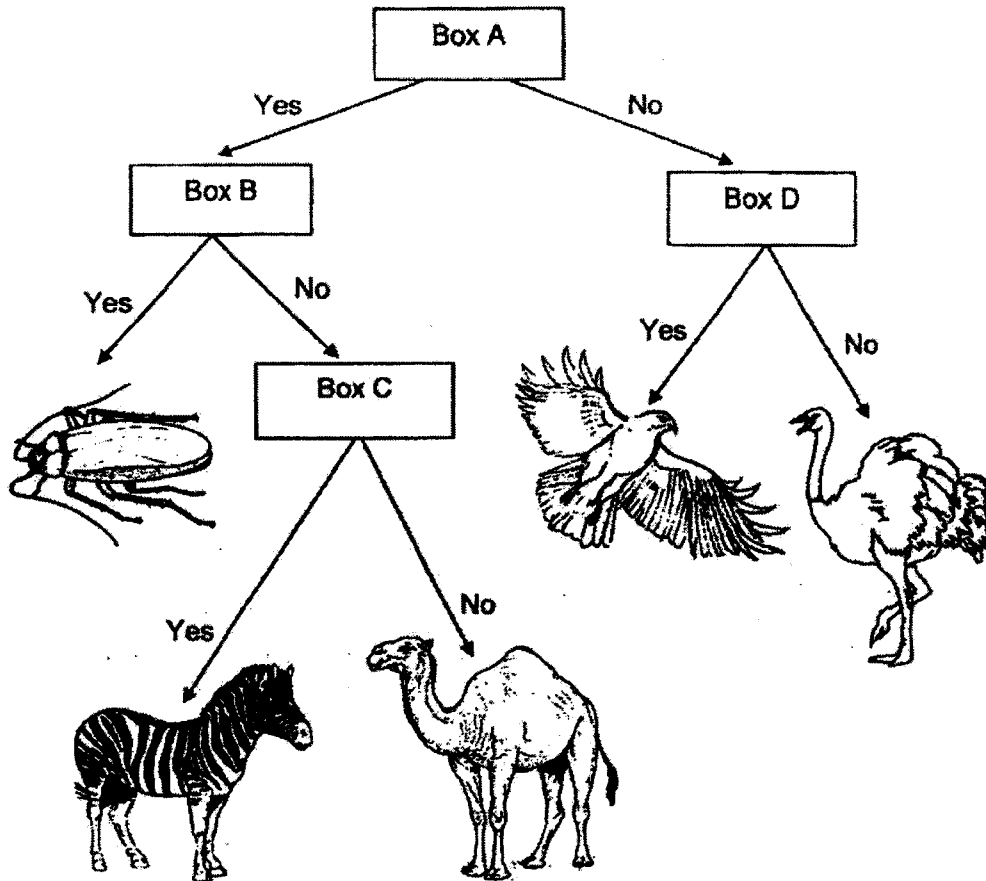 Box A
Yes
No
Box B
Box D
Yes
No
Yes
No
Box C
Yes
No